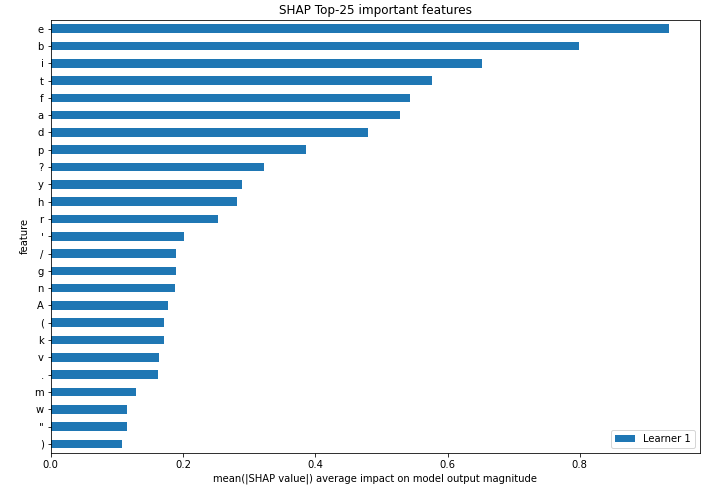 SHAP Top-25 important features
e
b
i
t
f
a
d
p
?
y
h
r
'
/
g
n
A
(
k
v
.
m
w
"
)
feature
Learner 1
0.0 0.2 0.4 0.6 0.8
mean(|SHAP value|) average impact on model output magnitude